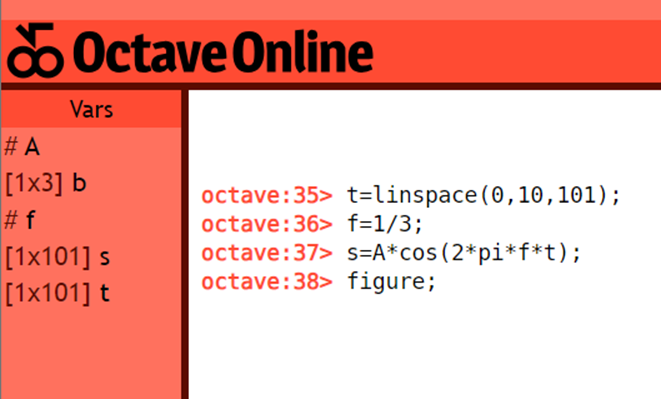 Octave Online
Vars
# A
[1x3] b
# f
[1x101] s
[1x101] t
octave:35> t=linspace(0,10,101);
octave:36> f=1/3;
octave:37> s=A*cos(2*pi*f*t);
octave:38> figure;